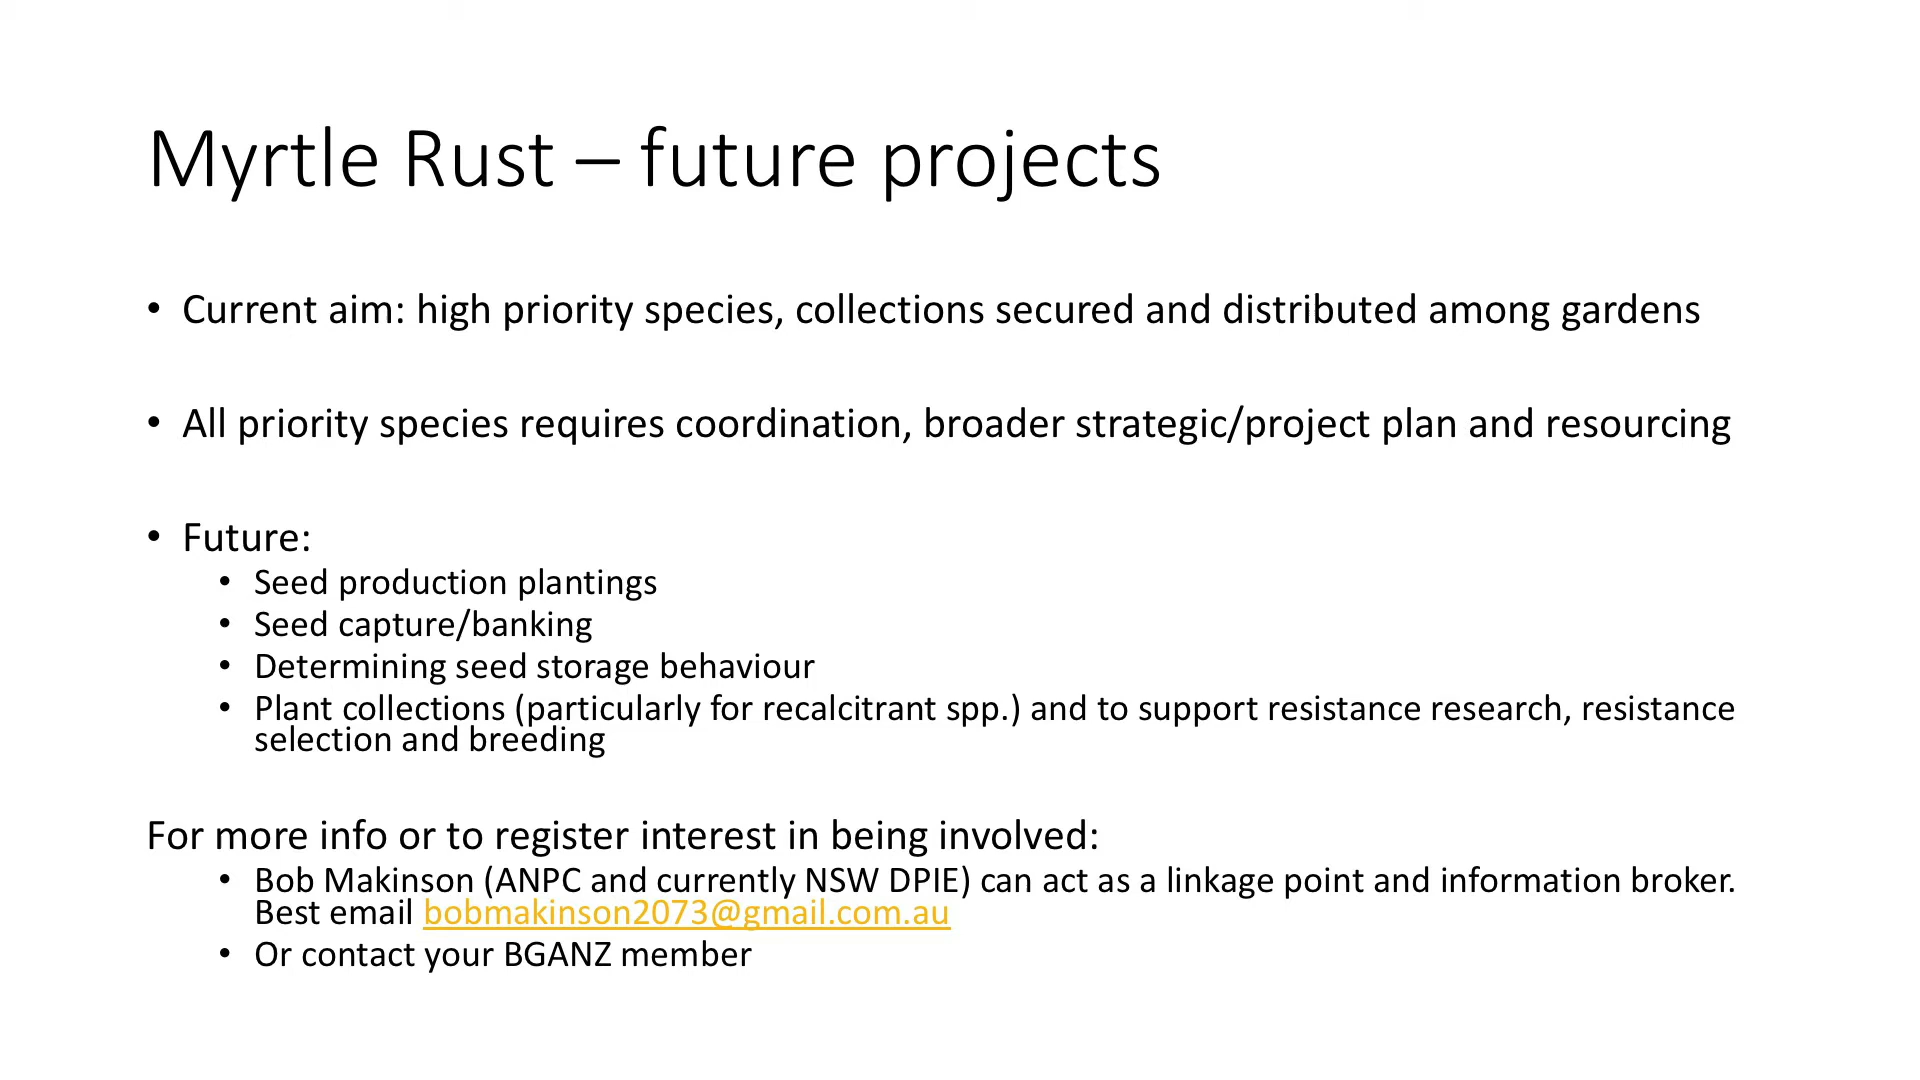 Myrtle Rust – future projects
• Current aim: high priority species, collections secured and distributed among gardens
• All priority species requires coordination, broader strategic/project plan and resourcing
• Future:
• Seed production plantings
• Seed capture/banking
• Determining seed storage behaviour
• Plant collections (particularly for recalcitrant spp.) and to support resistance research, resistance
selection and breeding
For more info or to register interest in being involved:
• Bob Makinson (ANPC and currently NSW DPIE) can act as a linkage point and information broker.
Best email bobmakinson2073@gmail.com.au
• Or contact your BGANZ member